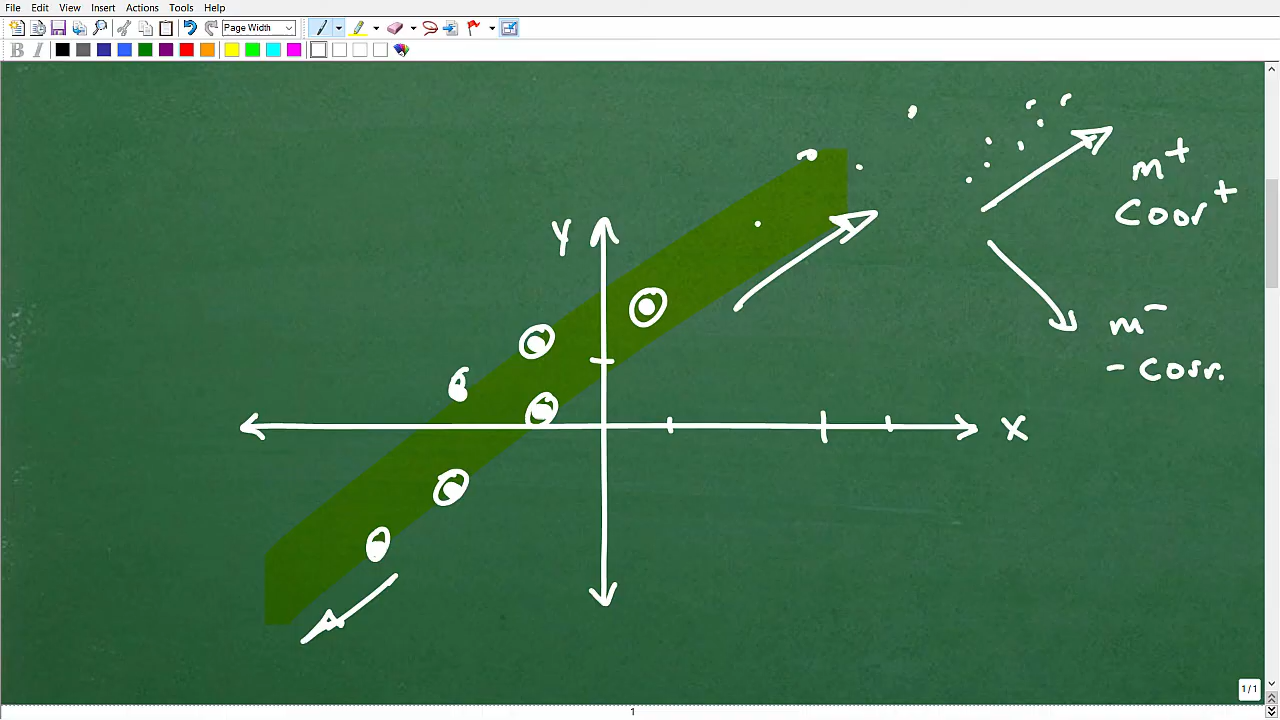 File Edit View Insert Actions Tools Help
Page Width
B I
Y
m+
Coor+
m-
- Corr.
X
1/1
1